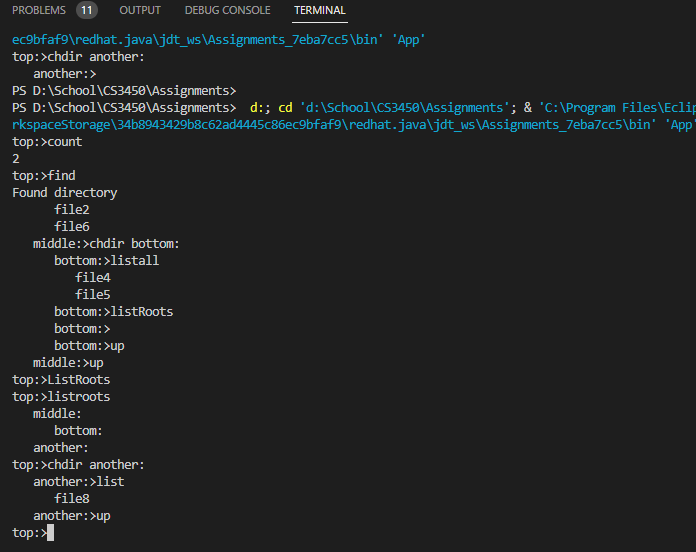 PROBLEMS 11 OUTPUT DEBUG CONSOLE TERMINAL
ec9bfaf9\redhat.java\jdt_ws\Assignments_7eba7cc5\bin' 'App'
top:>chdir another:
   another:>
PS D:\School\CS3450\Assignments>
PS D:\School\CS3450\Assignments>  d:; cd 'd:\School\CS3450\Assignments'; & 'C:\Program Files\Eclip
rkspaceStorage\34b8943429b8c62ad4445c86ec9bfaf9\redhat.java\jdt_ws\Assignments_7eba7cc5\bin' 'App'
top:>count
2
top:>find
Found directory
      file2
      file6
   middle:>chdir bottom:
      bottom:>listall
         file4
         file5
      bottom:>listRoots
      bottom:>
      bottom:>up
   middle:>up
top:>ListRoots
top:>listroots
   middle:
      bottom:
   another:
top:>chdir another:
   another:>list
      file8
   another:>up
top:>